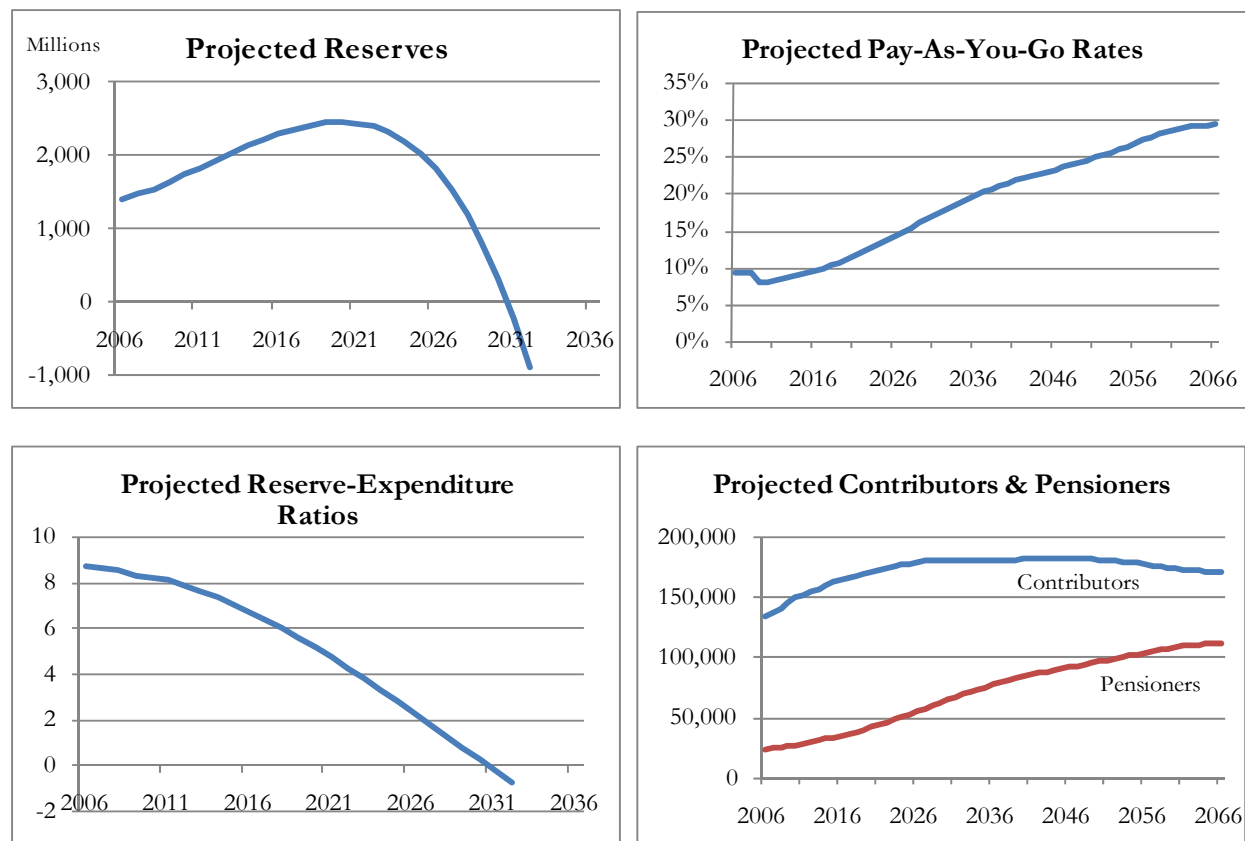 Millions
Projected Reserves
3,000
2,000
1,000
0
-1,000
2006 2011 2016 2021 2026 2031 2036
Projected Pay-As-You-Go Rates
35%
30%
25%
20%
15%
10%
5%
0%
2006 2016 2026 2036 2046 2056 2066
Projected Reserve-Expenditure
Ratios
10
8
6
4
2
0
-2
2006 2011 2016 2021 2026 2031 2036
Projected Contributors & Pensioners
200,000
150,000
100,000
50,000
0
Contributors
Pensioners
2006 2016 2026 2036 2046 2056 2066